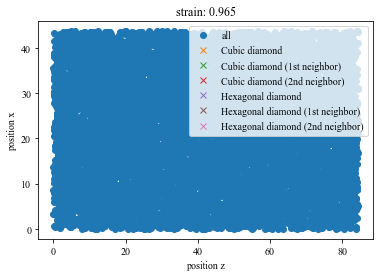 strain: 0.965
all
Cubic diamond
Cubic diamond (1st neighbor)
Cubic diamond (2nd neighbor)
Hexagonal diamond
Hexagonal diamond (1st neighbor)
Hexagonal diamond (2nd neighbor)
position x
40
30
20
10
0
0
20
40
60
80
position z